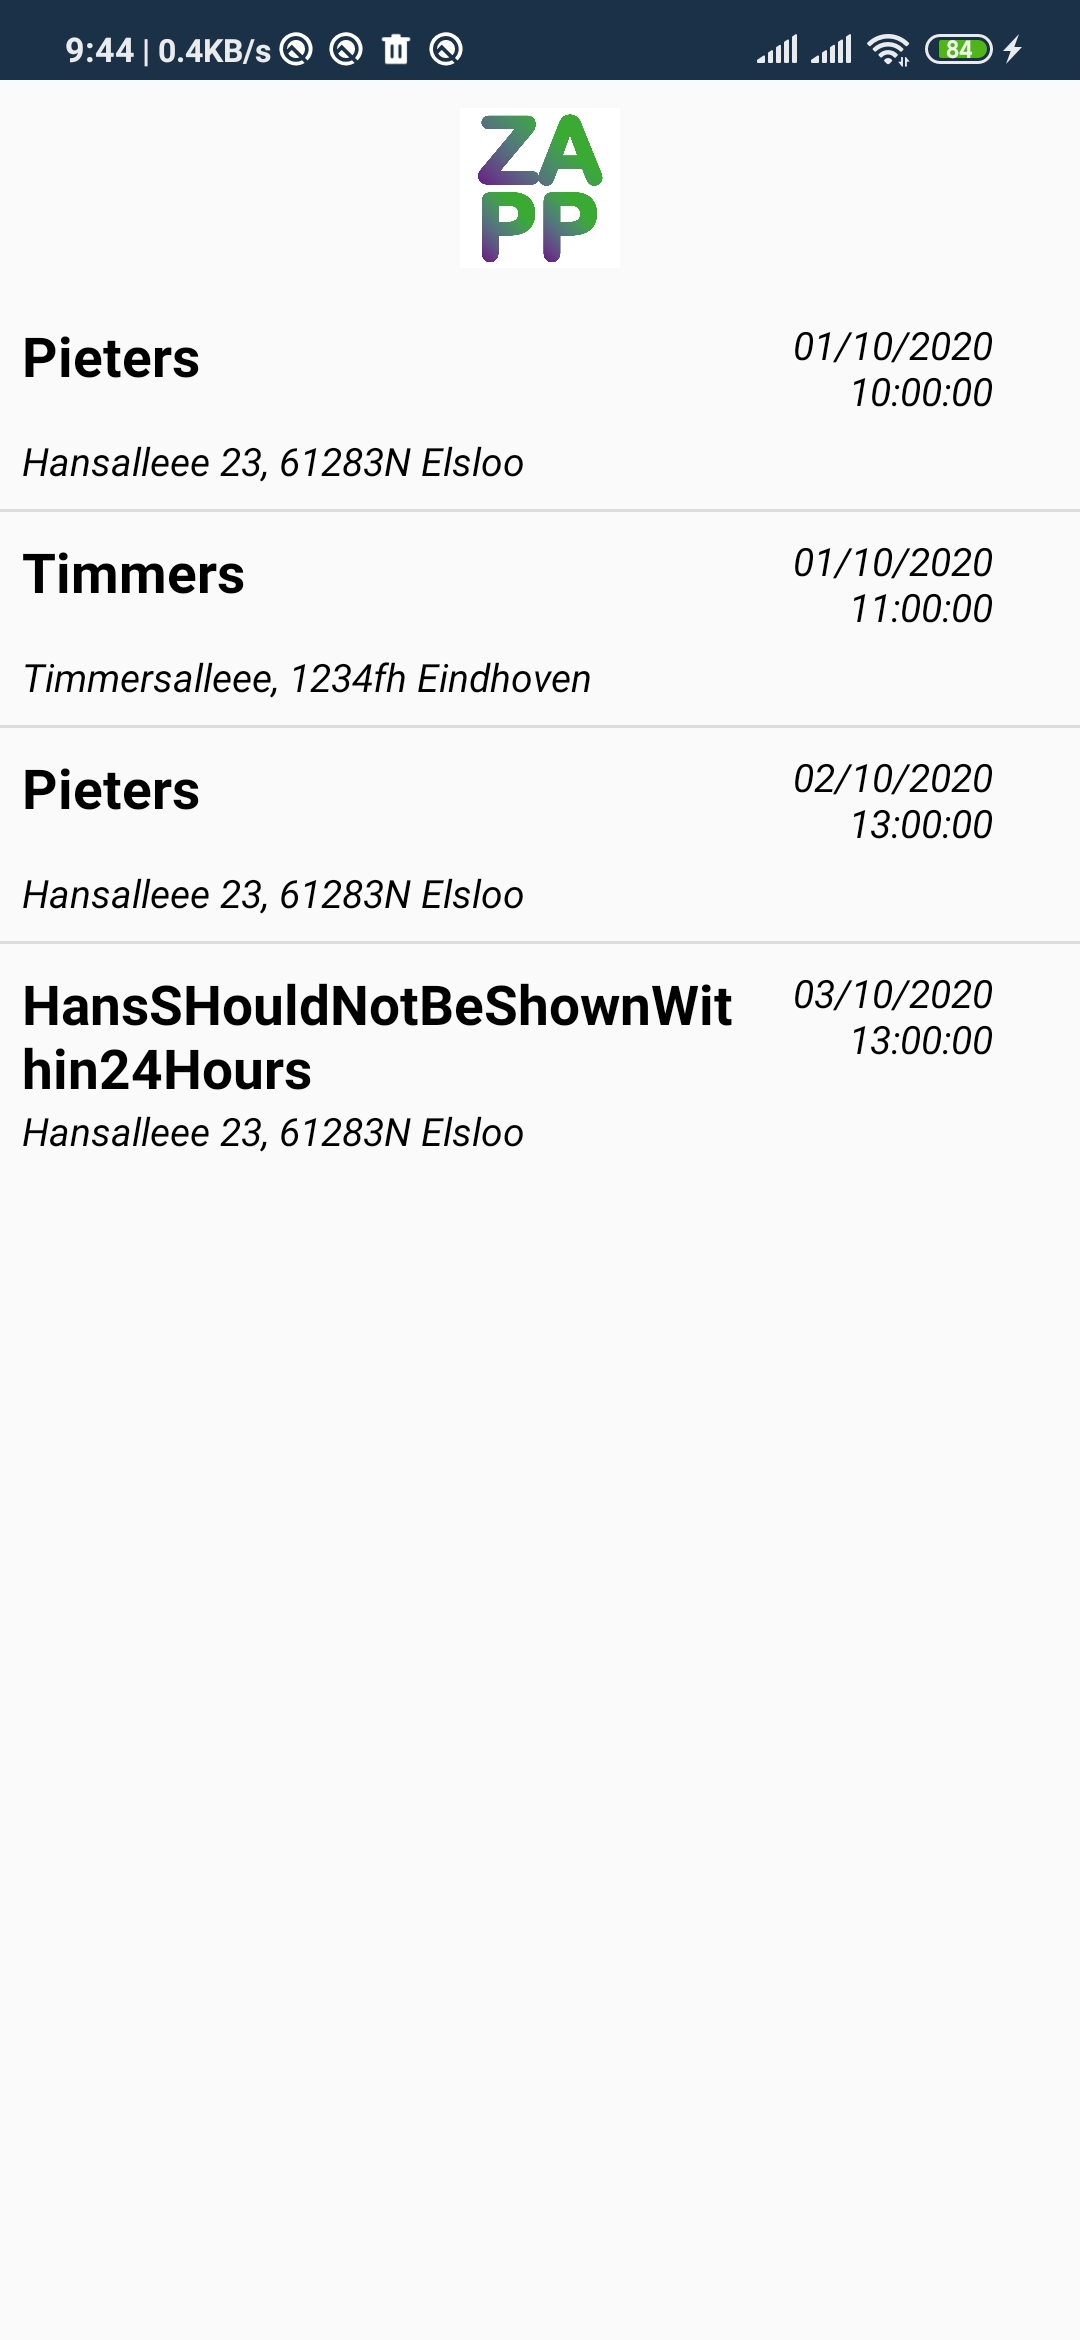 9:44 | 0.4KB/s 84
ZA
PP
Pieters 01/10/2020
10:00:00
Hansalleee 23, 61283N Elsloo
Timmers 01/10/2020
11:00:00
Timmersalleee, 1234fh Eindhoven
Pieters 02/10/2020
13:00:00
Hansalleee 23, 61283N Elsloo
HansSHouldNotBeShownWit 03/10/2020
hin24Hours 13:00:00
Hansalleee 23, 61283N Elsloo